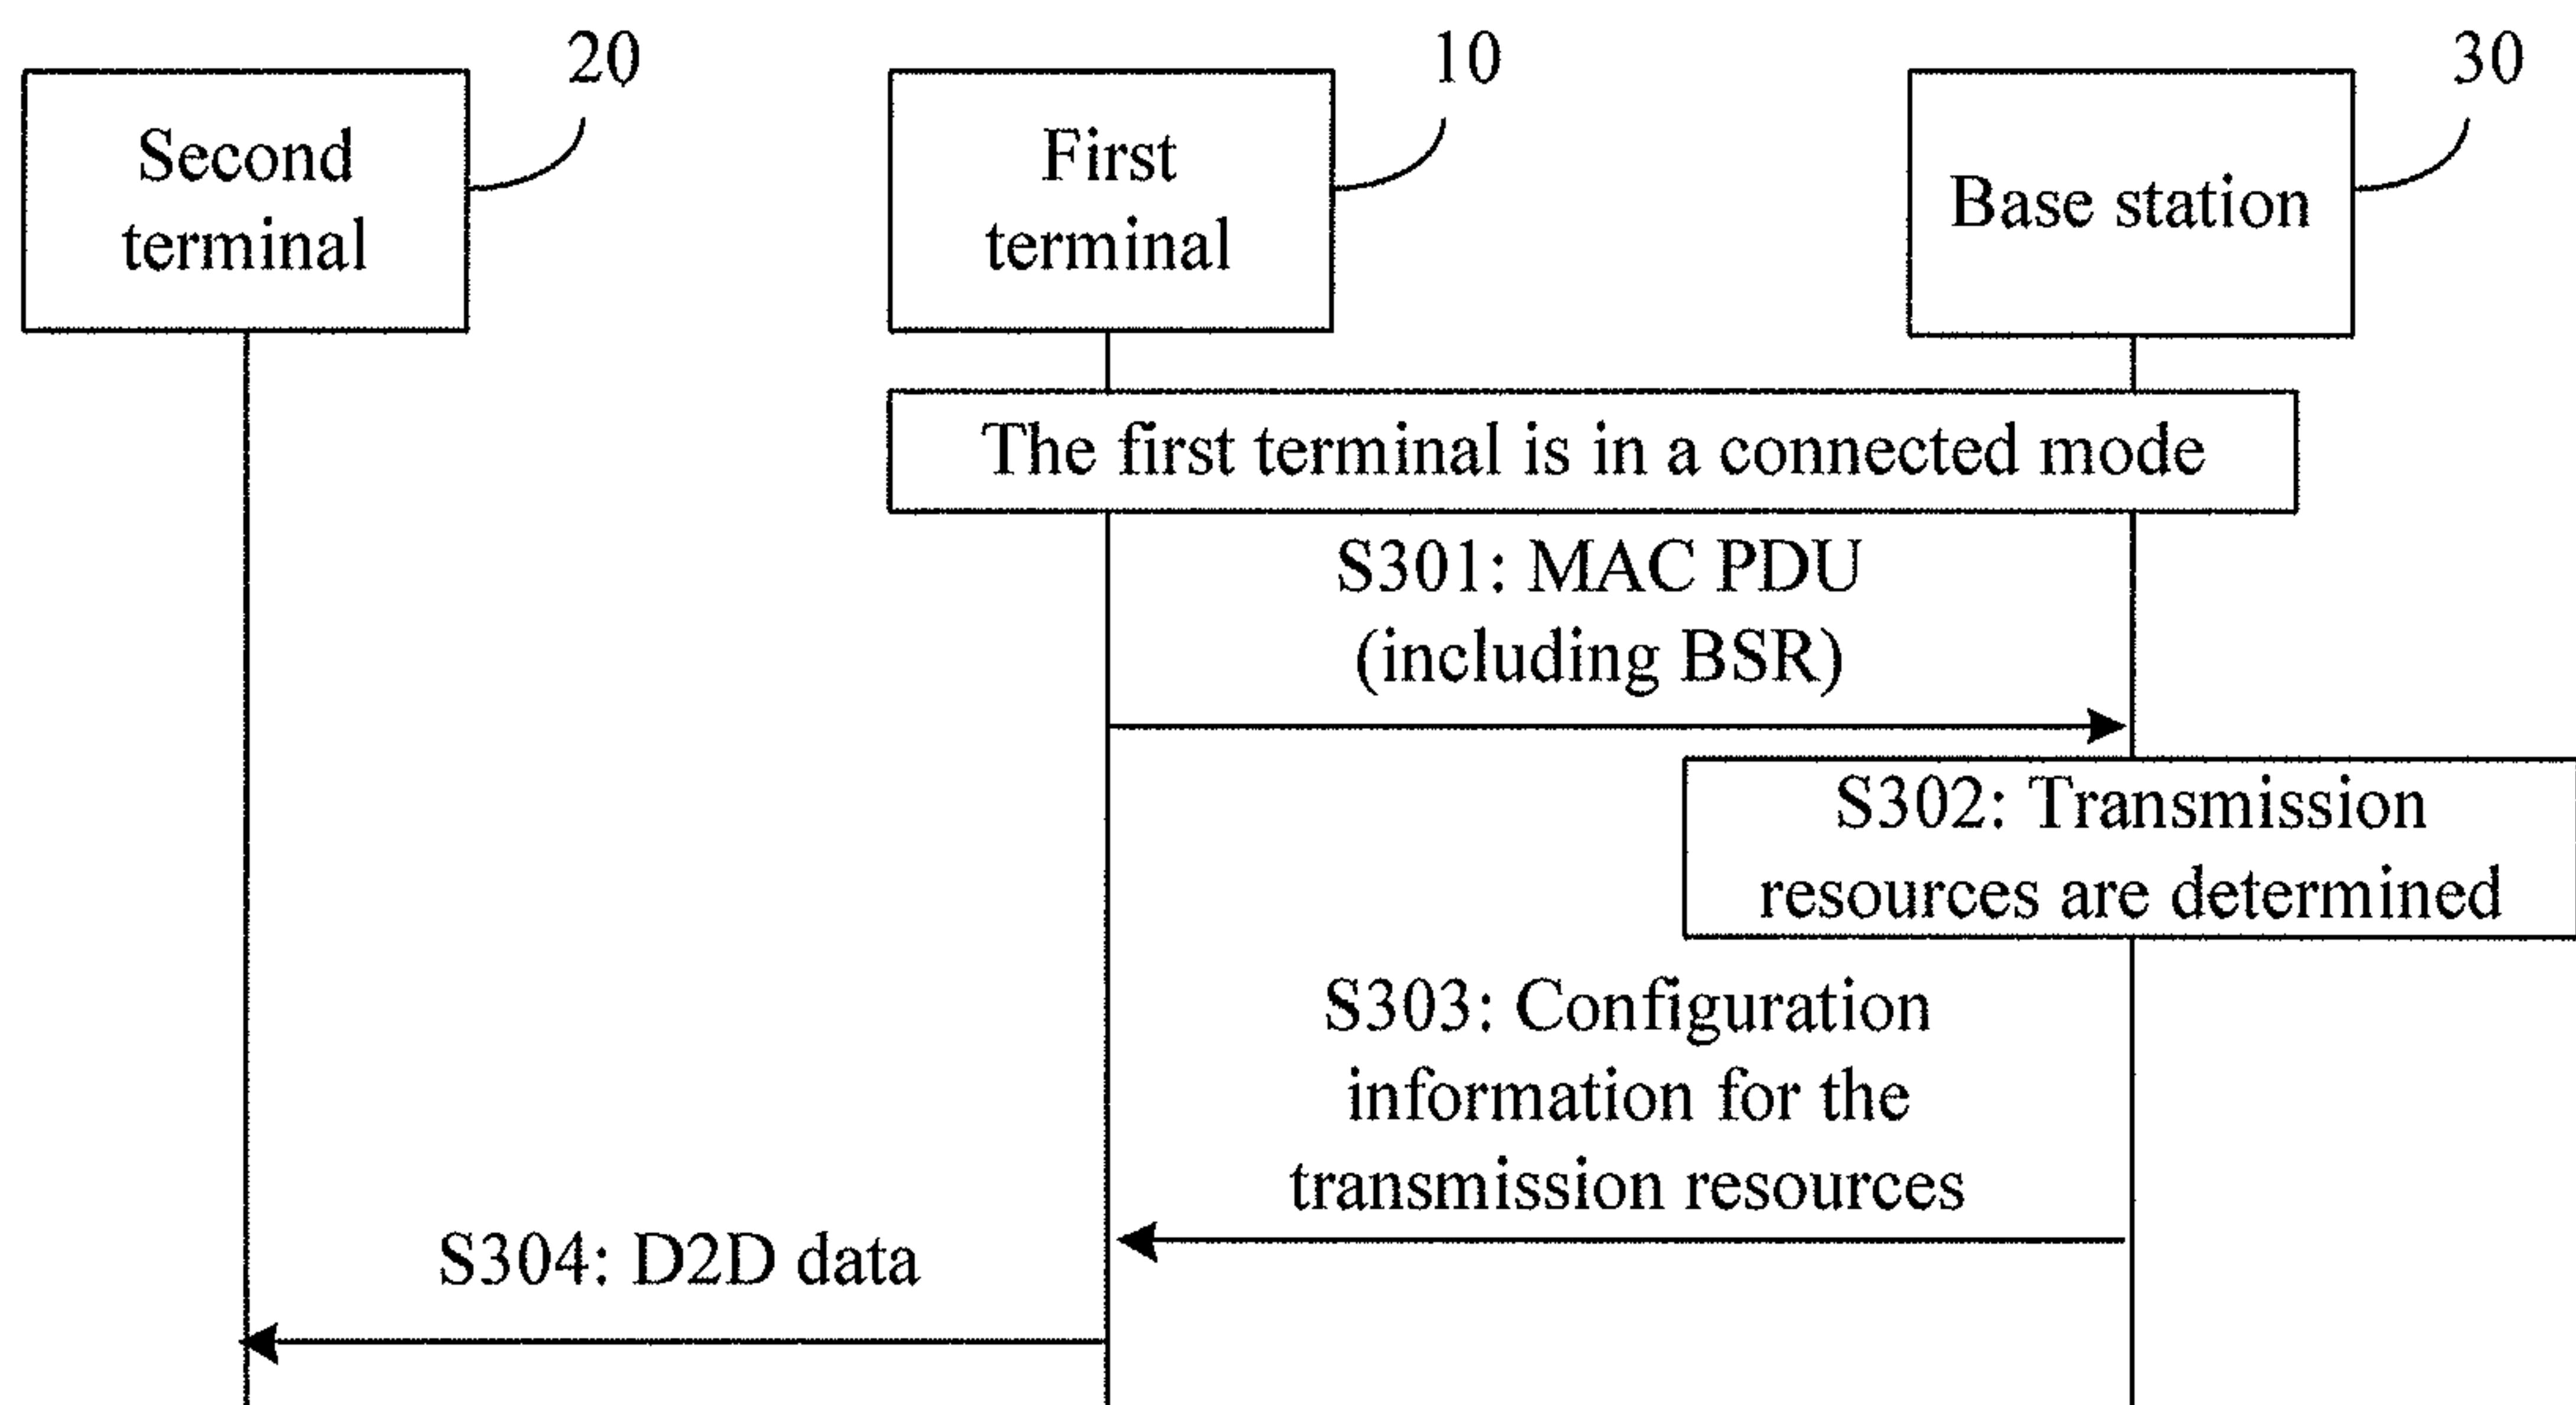 20
10
30
Second
terminal
First
terminal
Base station
The first terminal is in a connected mode
S301: MAC PDU
(including BSR)
S302: Transmission
resources are determined
S303: Configuration
information for the
transmission resources
S304: D2D data